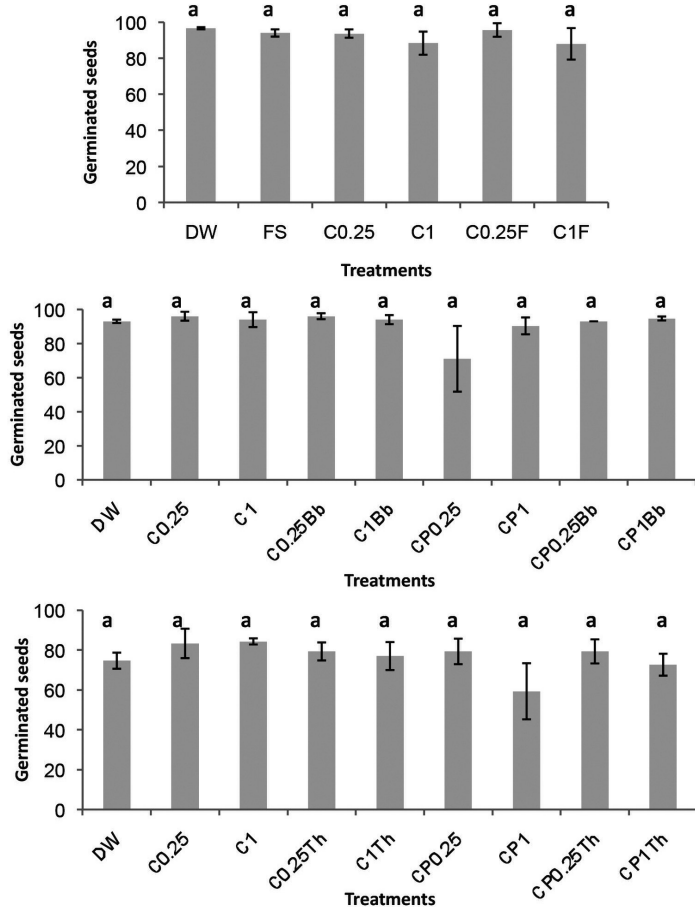 a a a a a a
100
80
60
40
20
0
Germinated seeds
DW FS C0.25 C1 C0.25F C1F
Treatments
a a a a a a a a a
100
80
60
40
20
0
Germinated seeds
DW C0.25 C1 C0.25Bb C1Bb CP0.25 CP1 CP0.25Bb CP1Bb
Treatments
a a a a a a a a a
100
80
60
40
20
0
Germinated seeds
DW C0.25 C1 C0.25Th C1Th CP0.25 CP1 CP0.25Th CP1Th
Treatments